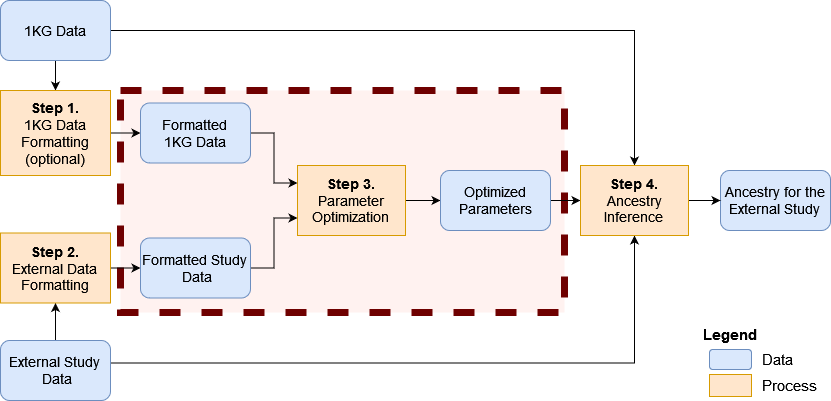 1KG Data
Step 1.
1KG Data
Formatting
(optional)
Formatted
1KG Data
Step 3.
Parameter
Optimization
Optimized
Parameters
Step 4.
Ancestry
Inference
Ancestry for the
External Study
Step 2.
External Data
Formatting
Formatted Study
Data
External Study
Data
Legend
Data
Process